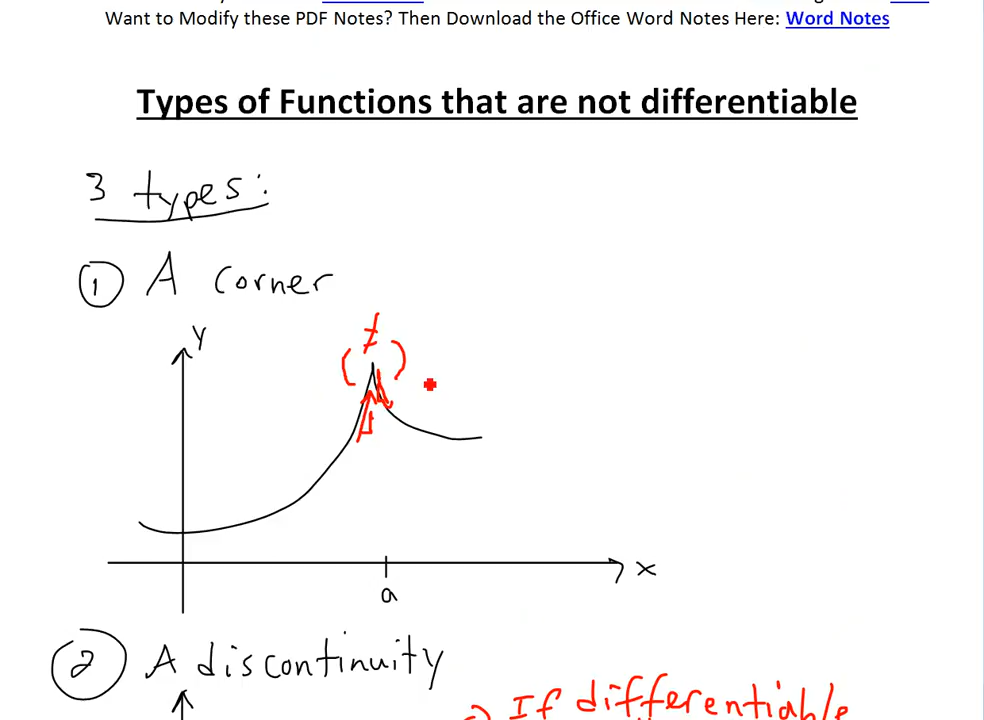 Want to Modify these PDF Notes? Then Download the Office Word Notes Here: Word Notes
Types of Functions that are not differentiable
3 types:
① A corner
≠
y
x
a
② A discontinuity
If differentiable